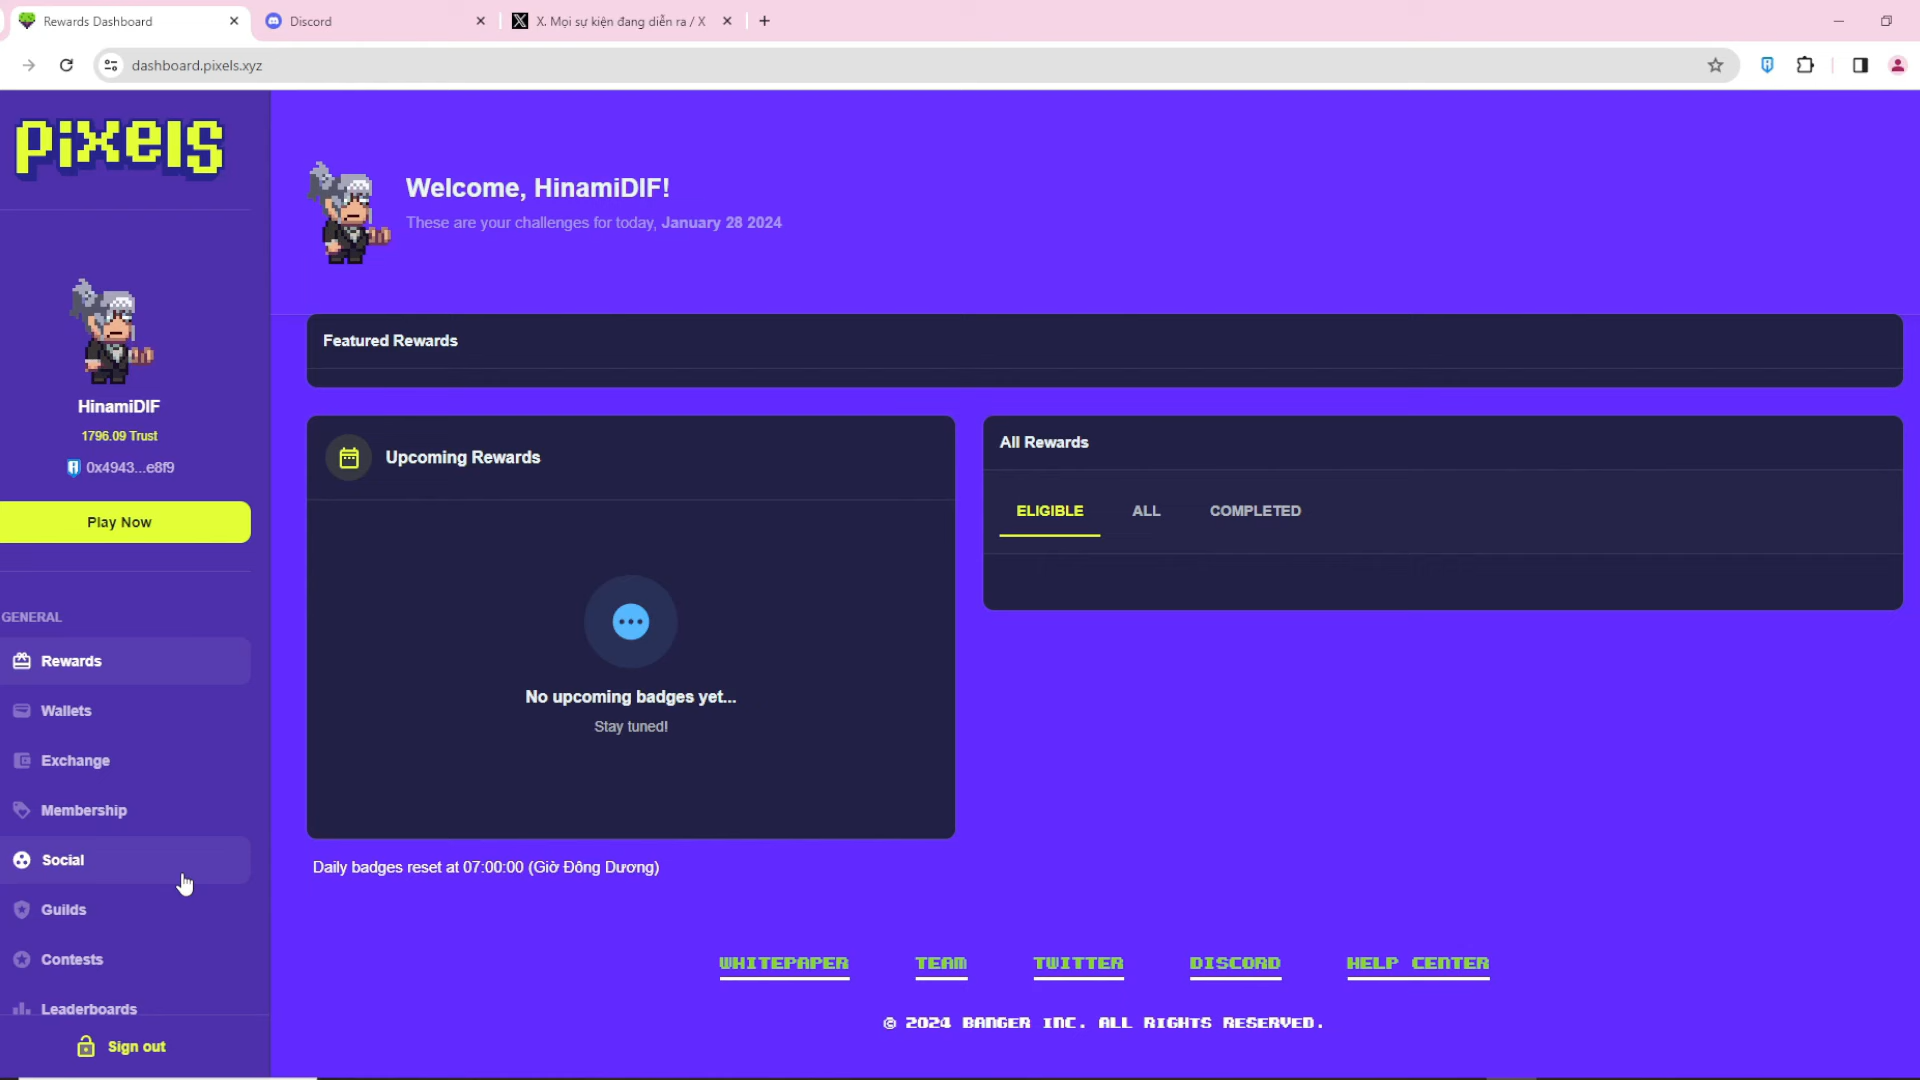 Rewards Dashboard
Discord
X. Mọi sự kiện đang diễn ra / X
dashboard.pixels.xyz
pixels
Welcome, HinamiDIF!
These are your challenges for today, January 28 2024
HinamiDIF
1796.09 Trust
0x4943...e8f9
Play Now
GENERAL
Rewards
Wallets
Exchange
Membership
Social
Guilds
Contests
Leaderboards
Sign out
Featured Rewards
Upcoming Rewards
No upcoming badges yet...
Stay tuned!
All Rewards
ELIGIBLE ALL COMPLETED
Daily badges reset at 07:00:00 (Giờ Đông Dương)
WHITEPAPER TEAM TWITTER DISCORD HELP CENTER
© 2024 BANGER INC. ALL RIGHTS RESERVED.